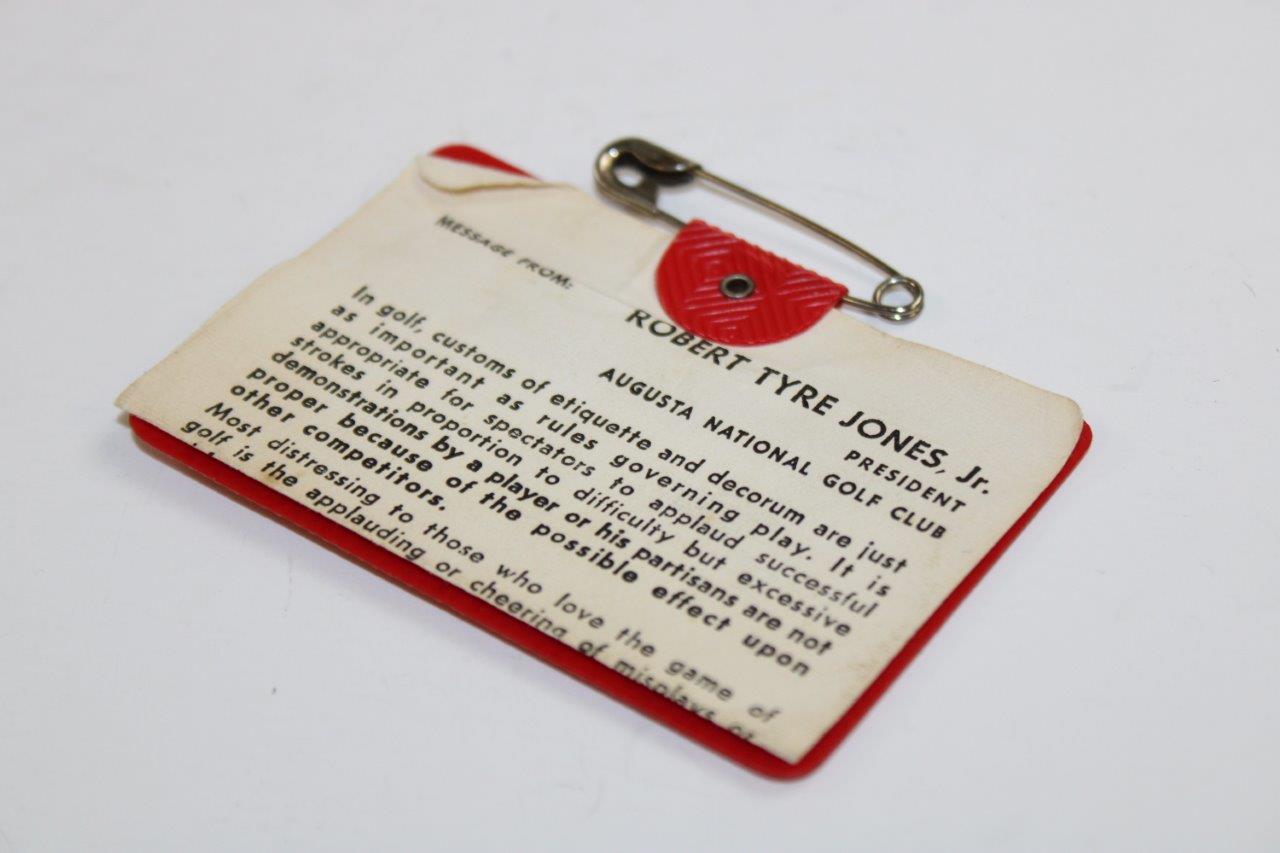 MESSAGE FROM:
ROBERT TYRE JONES, Jr.
PRESIDENT
AUGUSTA NATIONAL GOLF CLUB
In golf, customs of etiquette and decorum are just
as important as rules governing play. It is
appropriate for spectators to applaud successful
strokes in proportion to difficulty but excessive
demonstrations by a player or his partisans are not
proper because of the possible effect upon
other competitors.
Most distressing to those who love the game of
golf is the applauding or cheering of misplays or